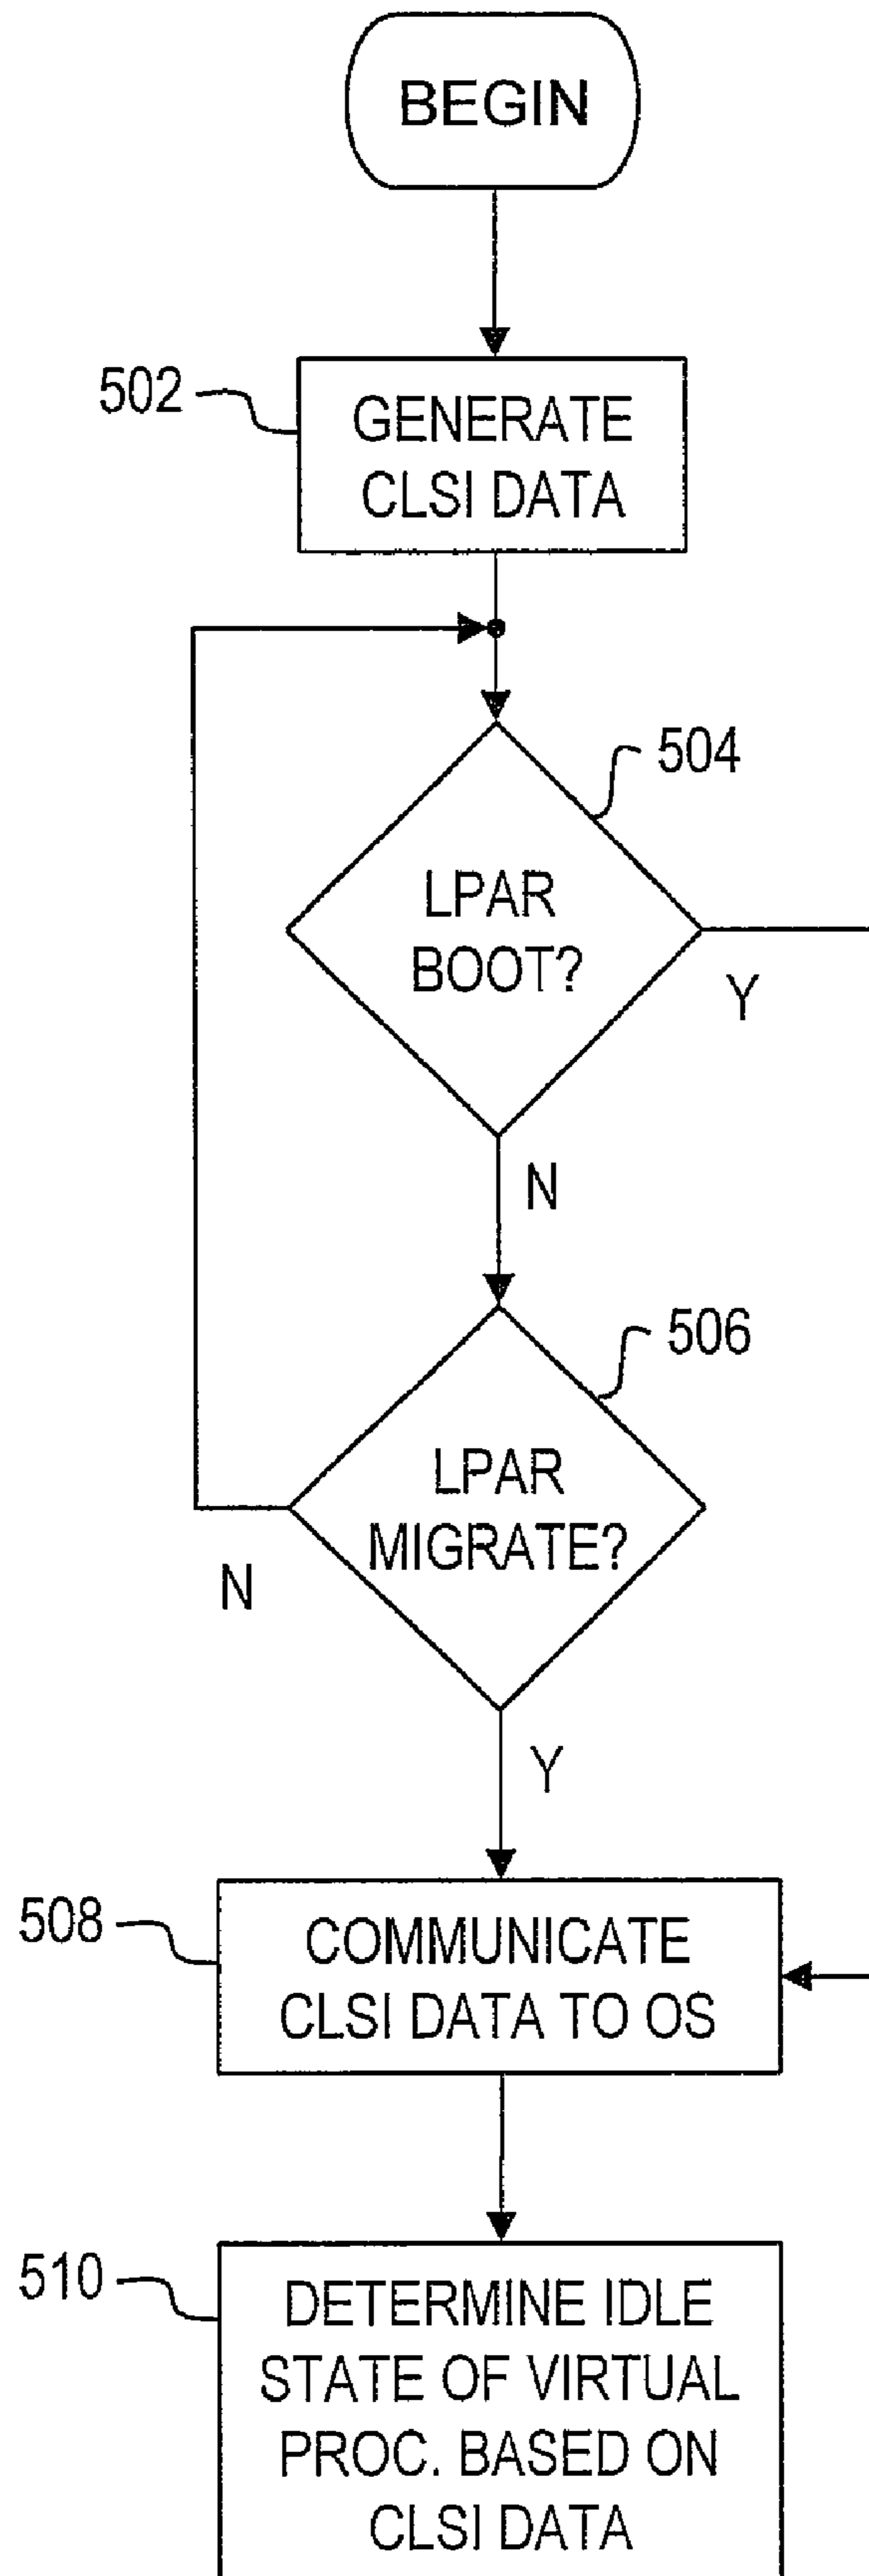 BEGIN
502
GENERATE
CLSI DATA
504
LPAR
BOOT?
Y
N
506
LPAR
MIGRATE?
N
Y
508
COMMUNICATE
CLSI DATA TO OS
510
DETERMINE IDLE
STATE OF VIRTUAL
PROC. BASED ON
CLSI DATA